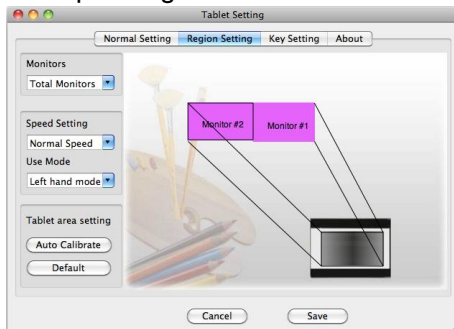 Tablet Setting
Normal Setting Region Setting Key Setting About
Monitors
Total Monitors
Speed Setting
Normal Speed
Use Mode
Left hand mode
Tablet area setting
Auto Calibrate
Default
Monitor #2 Monitor #1
Cancel Save